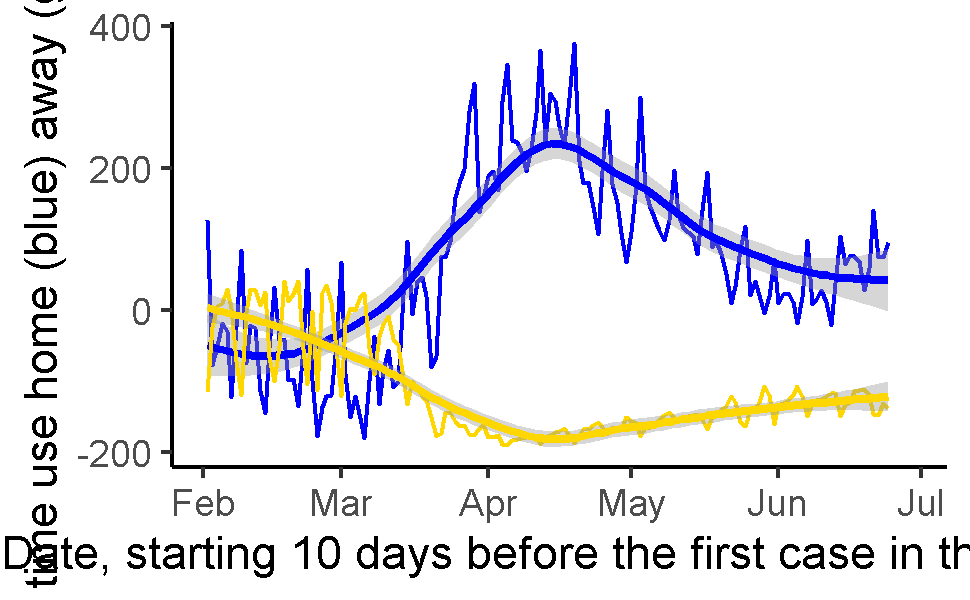 time use home (blue) away (
400
200
0
-200
Feb Mar Apr May Jun Jul
Date, starting 10 days before the first case in th